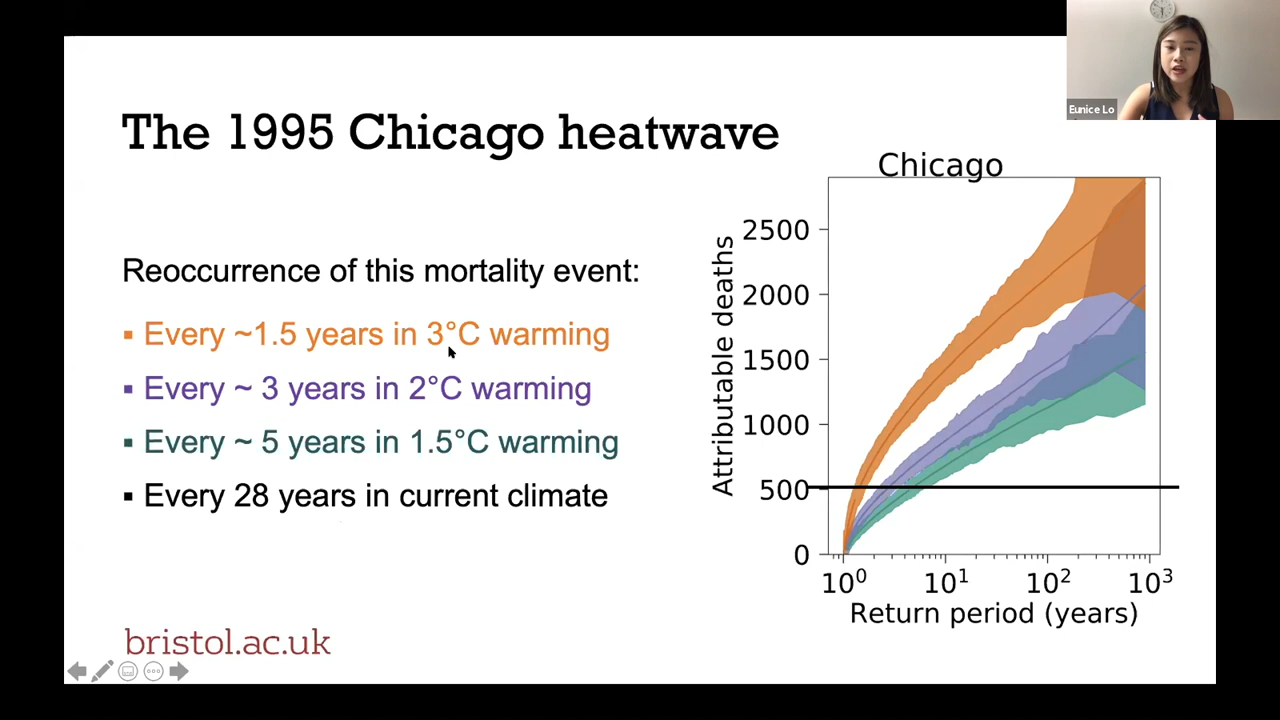 Eunice Lo
The 1995 Chicago heatwave
Reoccurrence of this mortality event:
▪ Every ~1.5 years in 3°C warming
▪ Every ~ 3 years in 2°C warming
▪ Every ~ 5 years in 1.5°C warming
▪ Every 28 years in current climate
Chicago
Attributable deaths
2500
2000
1500
1000
500
0
10⁰ 10¹ 10² 10³
Return period (years)
bristol.ac.uk